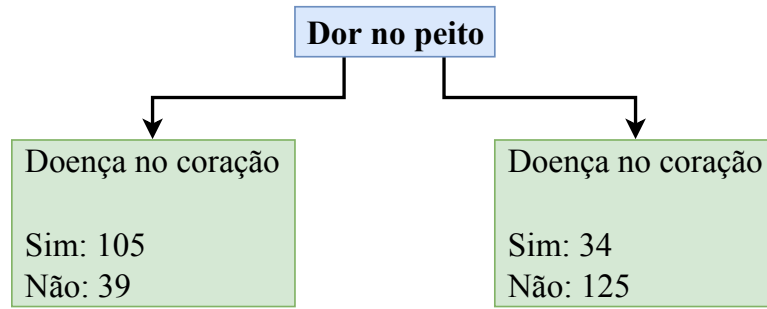 Dor no peito
Doença no coração
Sim: 105
Não: 39
Doença no coração
Sim: 34
Não: 125